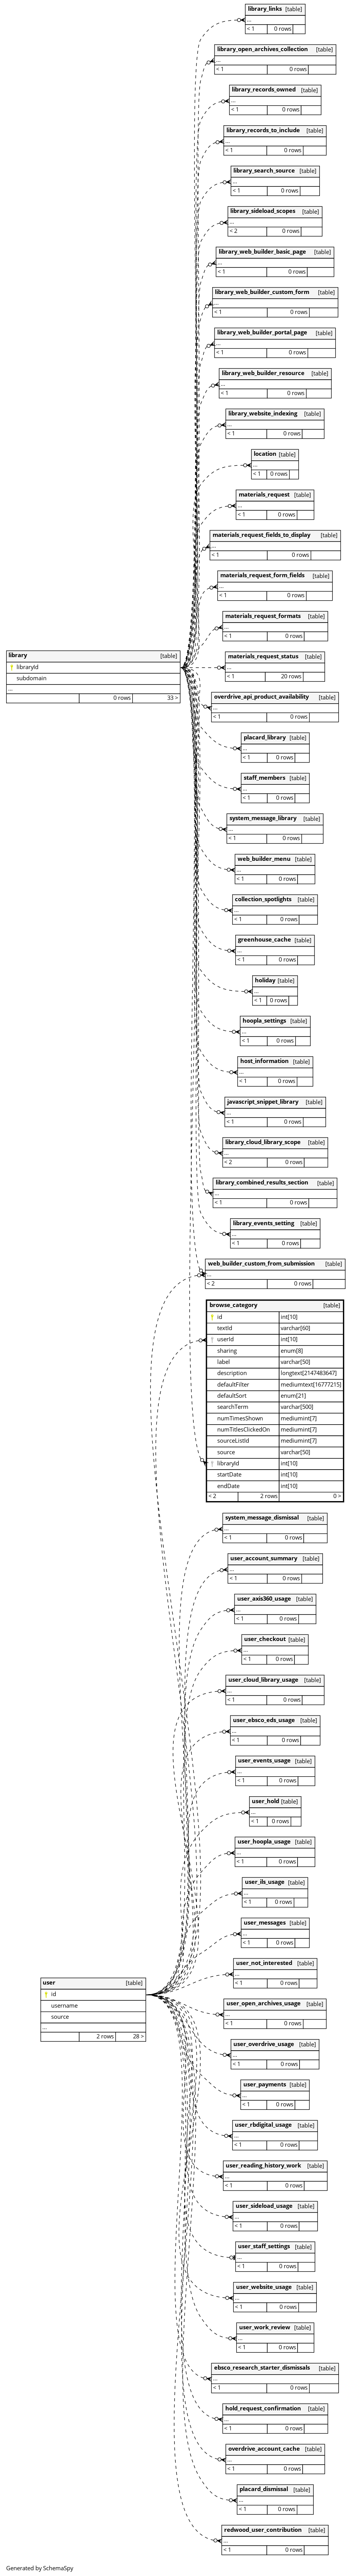 library_links [table]
...
< 1 0 rows
library_open_archives_collection [table]
...
< 1 0 rows
library_records_owned [table]
...
< 1 0 rows
library_records_to_include [table]
...
< 1 0 rows
library_search_source [table]
...
< 1 0 rows
library_sideload_scopes [table]
...
< 2 0 rows
library_web_builder_basic_page [table]
...
< 1 0 rows
library_web_builder_custom_form [table]
...
< 1 0 rows
library_web_builder_portal_page [table]
...
< 1 0 rows
library_web_builder_resource [table]
...
< 1 0 rows
library_website_indexing [table]
...
< 1 0 rows
location [table]
...
< 1 0 rows
materials_request [table]
...
< 1 0 rows
materials_request_fields_to_display [table]
...
< 1 0 rows
materials_request_form_fields [table]
...
< 1 0 rows
materials_request_formats [table]
...
< 1 0 rows
library [table]
libraryId
subdomain
...
0 rows 33 >
materials_request_status [table]
...
< 1 20 rows
overdrive_api_product_availability [table]
...
< 1 0 rows
placard_library [table]
...
< 1 0 rows
staff_members [table]
...
< 1 0 rows
system_message_library [table]
...
< 1 0 rows
web_builder_menu [table]
...
< 1 0 rows
collection_spotlights [table]
...
< 1 0 rows
greenhouse_cache [table]
...
< 1 0 rows
holiday [table]
...
< 1 0 rows
hoopla_settings [table]
...
< 1 0 rows
host_information [table]
...
< 1 0 rows
javascript_snippet_library [table]
...
< 1 0 rows
library_cloud_library_scope [table]
...
< 2 0 rows
library_combined_results_section [table]
...
< 1 0 rows
library_events_setting [table]
...
< 1 0 rows
web_builder_custom_from_submission [table]
...
< 2 0 rows
browse_category [table]
id int[10]
textId varchar[60]
userId int[10]
sharing enum[8]
label varchar[50]
description longtext[2147483647]
defaultFilter mediumtext[16777215]
defaultSort enum[21]
searchTerm varchar[500]
numTimesShown mediumint[7]
numTitlesClickedOn mediumint[7]
sourceListId mediumint[7]
source varchar[50]
libraryId int[10]
startDate int[10]
endDate int[10]
< 2 2 rows 0 >
system_message_dismissal [table]
...
< 1 0 rows
user_account_summary [table]
...
< 1 0 rows
user_axis360_usage [table]
...
< 1 0 rows
user_checkout [table]
...
< 1 0 rows
user_cloud_library_usage [table]
...
< 1 0 rows
user_ebsco_eds_usage [table]
...
< 1 0 rows
user_events_usage [table]
...
< 1 0 rows
user_hold [table]
...
< 1 0 rows
user_hoopla_usage [table]
...
< 1 0 rows
user_ils_usage [table]
...
< 1 0 rows
user_messages [table]
...
< 1 0 rows
user_not_interested [table]
...
< 1 0 rows
user [table]
id
username
source
...
2 rows 28 >
user_open_archives_usage [table]
...
< 1 0 rows
user_overdrive_usage [table]
...
< 1 0 rows
user_payments [table]
...
< 1 0 rows
user_rbdigital_usage [table]
...
< 1 0 rows
user_reading_history_work [table]
...
< 1 0 rows
user_sideload_usage [table]
...
< 1 0 rows
user_staff_settings [table]
...
< 1 0 rows
user_website_usage [table]
...
< 1 0 rows
user_work_review [table]
...
< 1 0 rows
ebsco_research_starter_dismissals [table]
...
< 1 0 rows
hold_request_confirmation [table]
...
< 1 0 rows
overdrive_account_cache [table]
...
< 1 0 rows
placard_dismissal [table]
...
< 1 0 rows
redwood_user_contribution [table]
...
< 1 0 rows
Generated by SchemaSpy